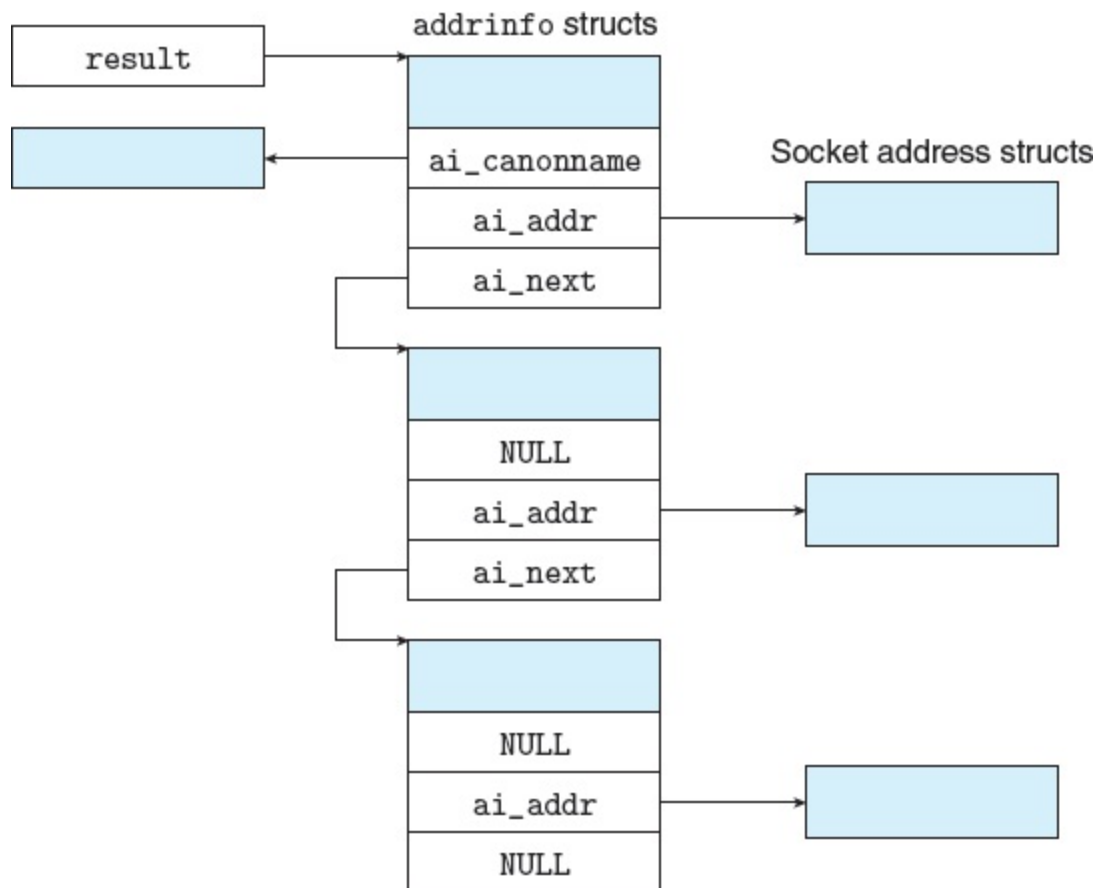 addrinfo structs
result
ai_canonname
Socket address structs
ai_addr
ai_next
NULL
ai_addr
ai_next
NULL
ai_addr
NULL